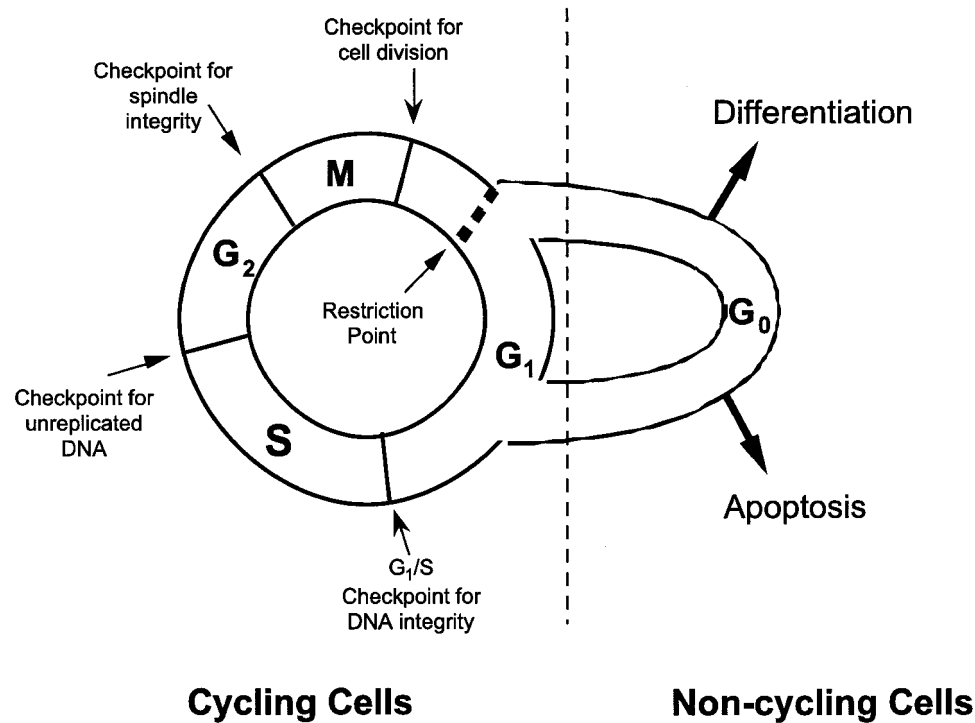 Checkpoint for
cell division
Checkpoint for
spindle
integrity
Differentiation
M
G₂
Restriction
Point
G₀
G₁
Checkpoint for
unreplicated
DNA
S
Apoptosis
G₁/S
Checkpoint for
DNA integrity
Cycling Cells
Non-cycling Cells